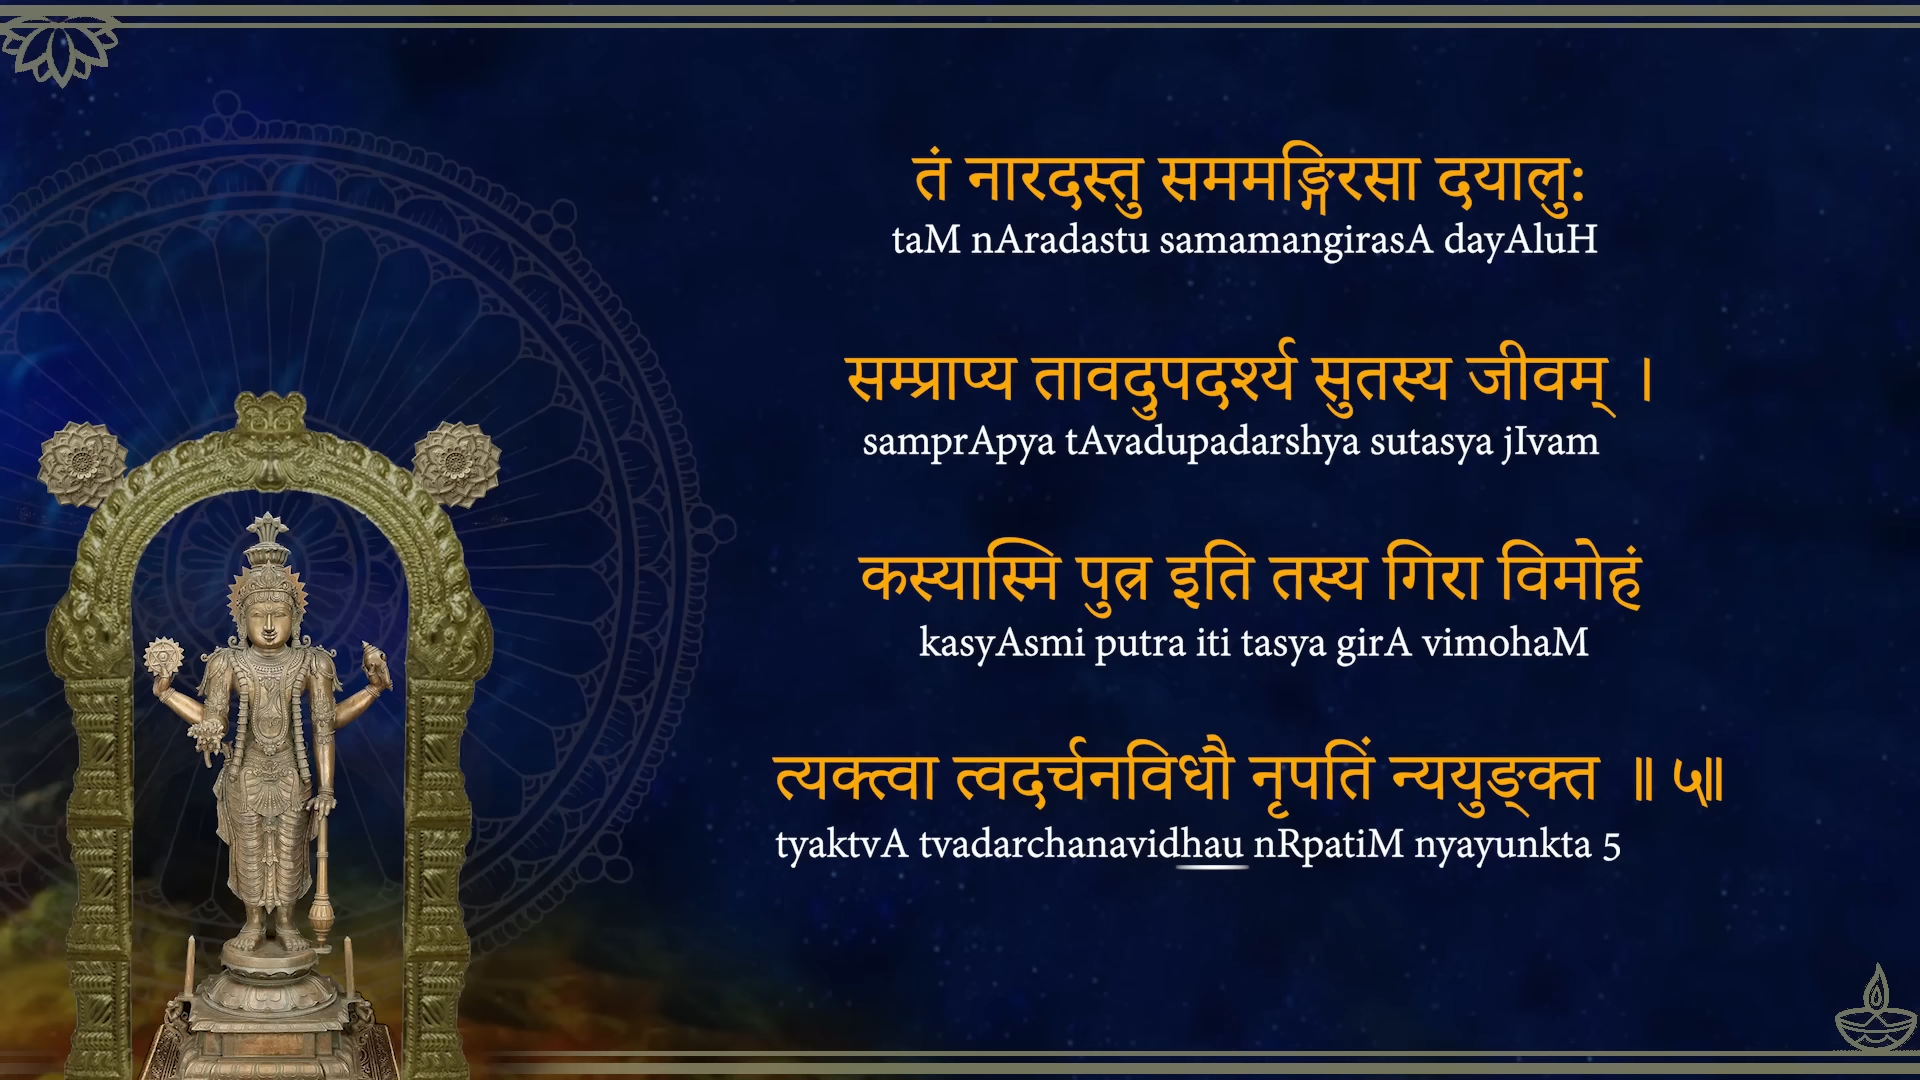 तं नारदस्तु सममङ्गिरसा दयालु:
taM nAradastu samamangirasA dayAluH
सम्प्राप्य तावदुपदर्श्य सुतस्य जीवम् ।
samprApya tAvadupadarshya sutasya jIvam
कस्यास्मि पुत्र इति तस्य गिरा विमोहं
kasyAsmi putra iti tasya girA vimohaM
त्यक्त्वा त्वदर्चनविधौ नृपतिं न्ययुङ्क्त ॥ ५॥
tyaktvA tvadarchanavidhau nRpatiM nyayunkta 5